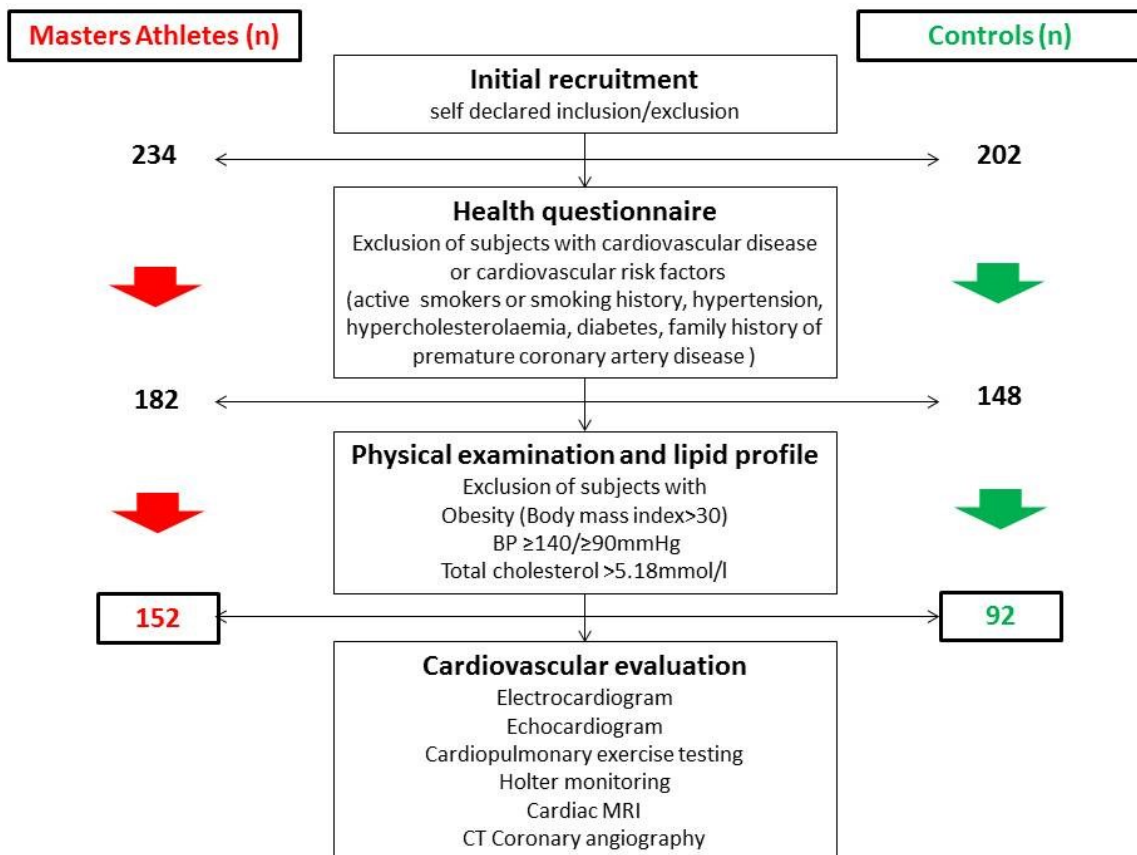 Masters Athletes (n)
Controls (n)
Initial recruitment
self declared inclusion/exclusion
234
202
Health questionnaire
Exclusion of subjects with cardiovascular disease
or cardiovascular risk factors
(active smokers or smoking history, hypertension,
hypercholesterolaemia, diabetes, family history of
premature coronary artery disease )
182
148
Physical examination and lipid profile
Exclusion of subjects with
Obesity (Body mass index>30)
BP ≥140/≥90mmHg
Total cholesterol >5.18mmol/l
152
92
Cardiovascular evaluation
Electrocardiogram
Echocardiogram
Cardiopulmonary exercise testing
Holter monitoring
Cardiac MRI
CT Coronary angiography